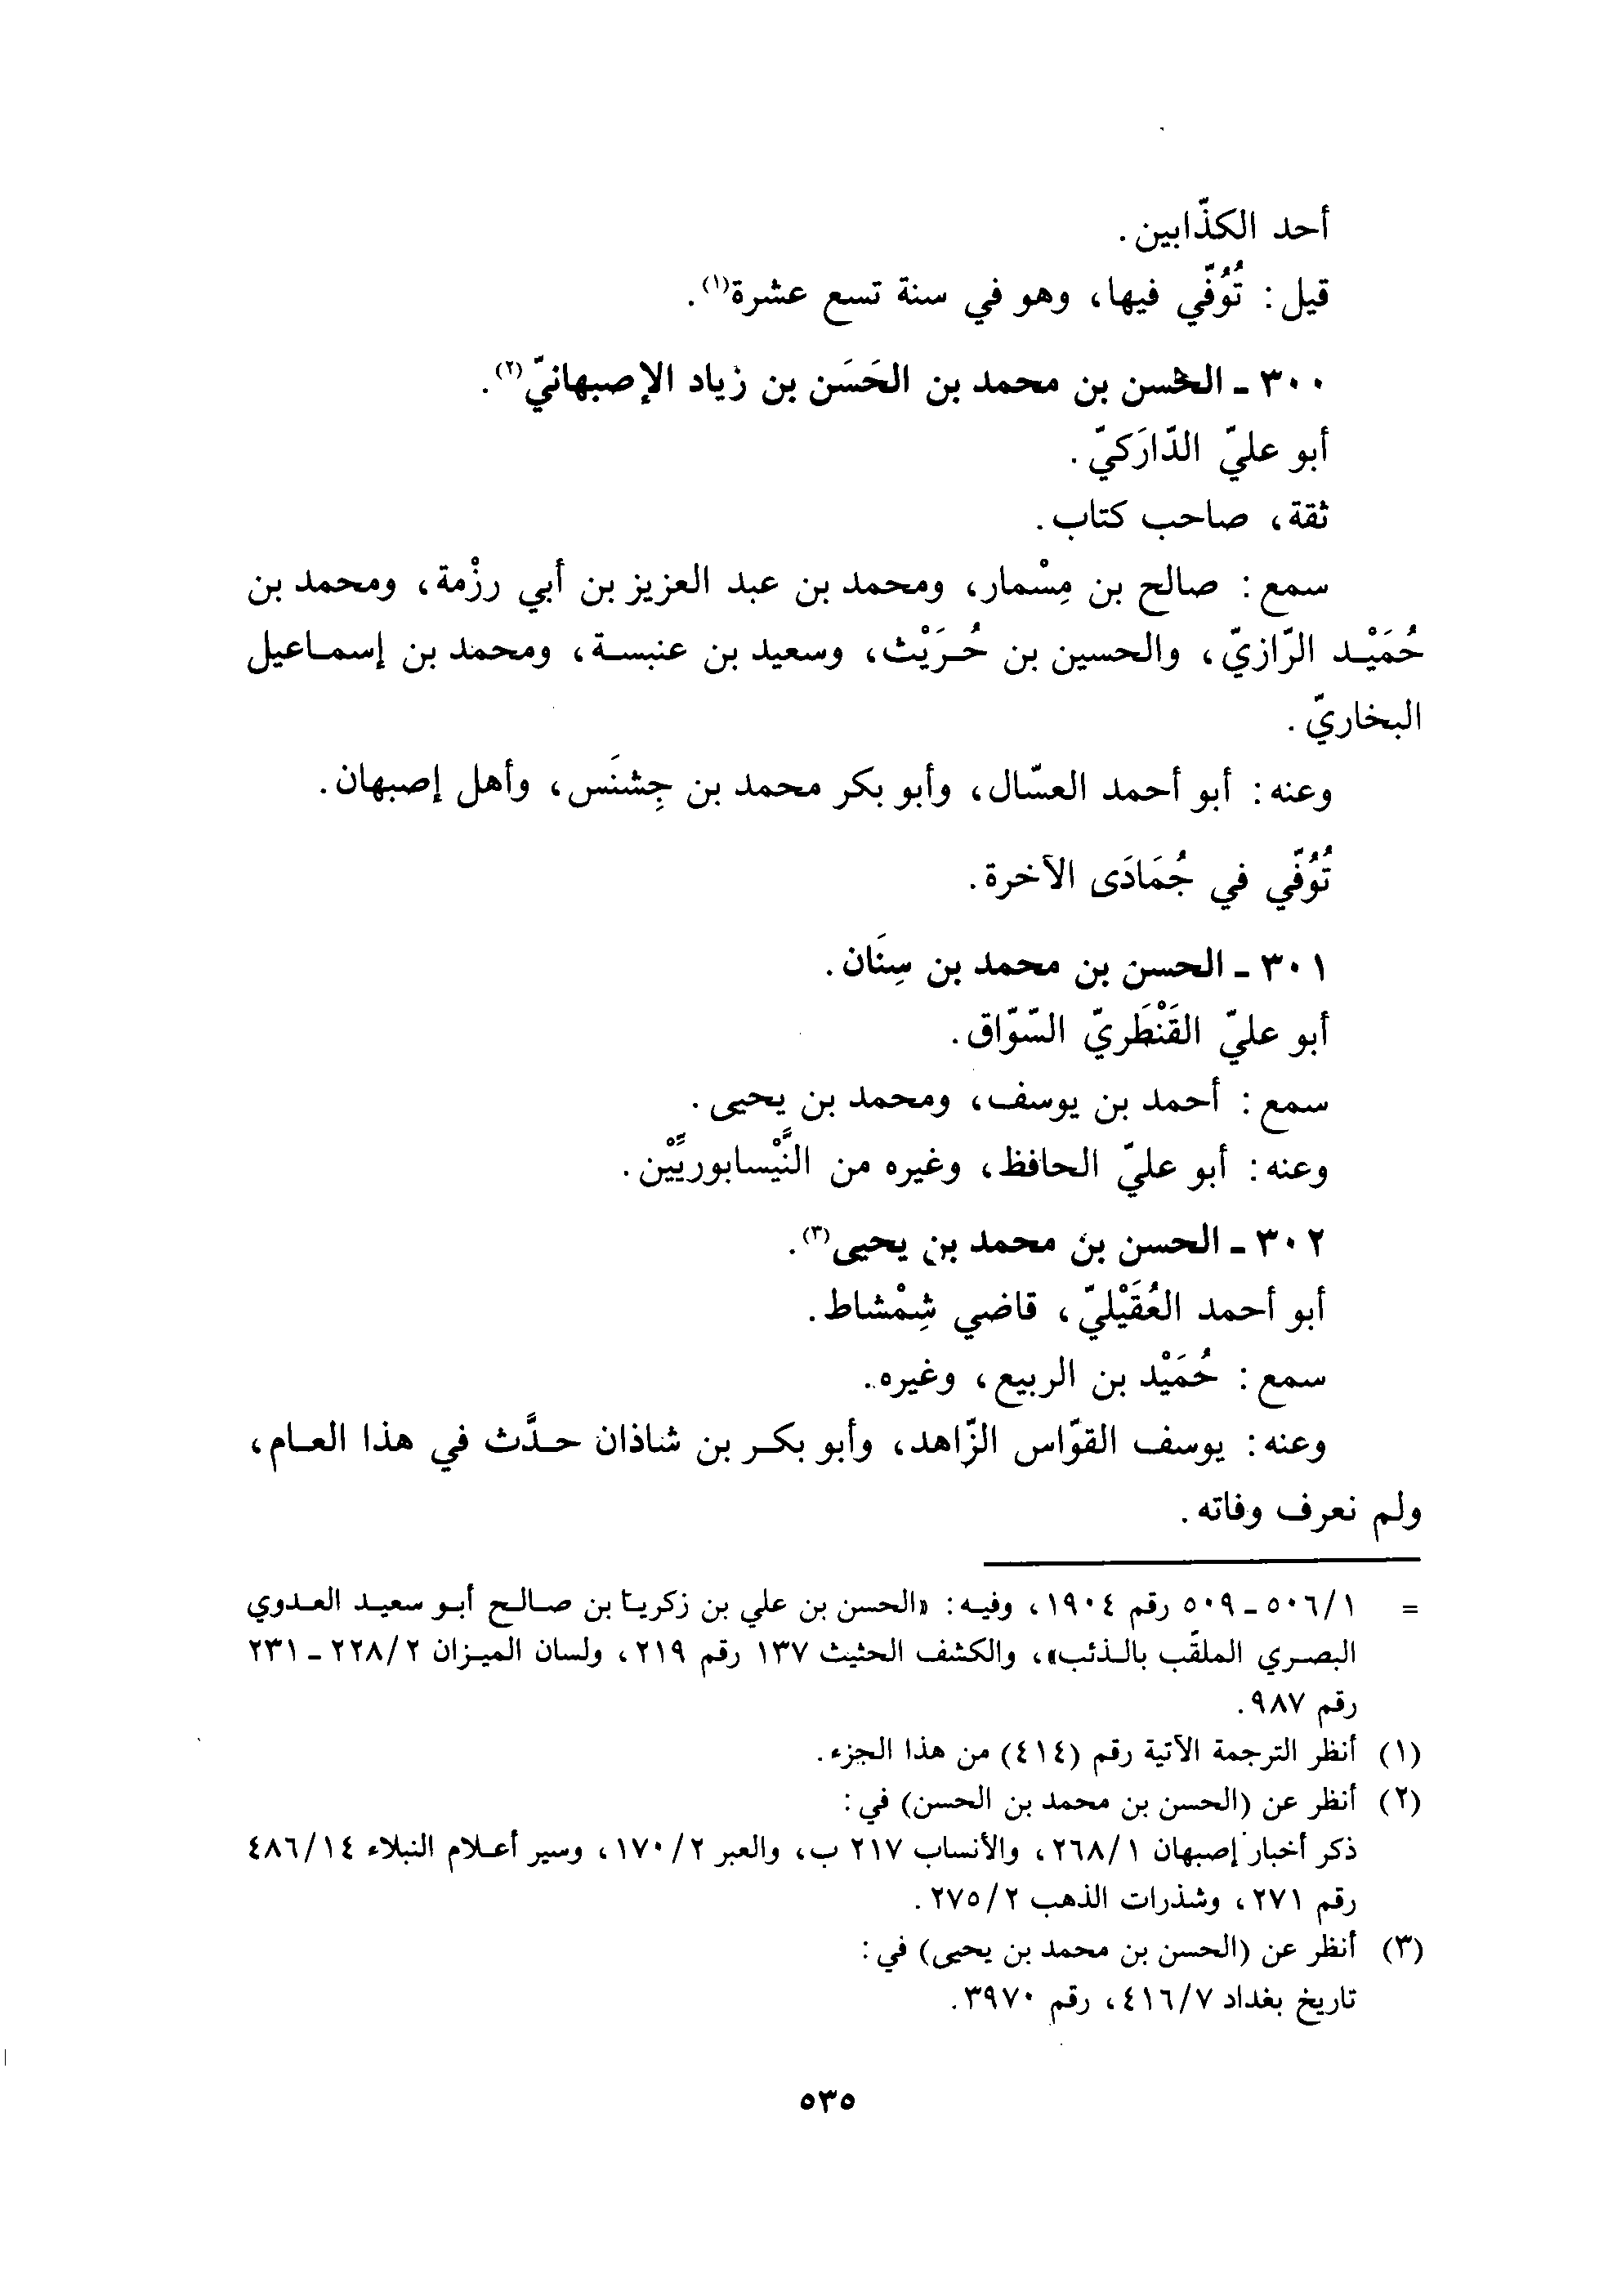 أحد الكذّابين.
قيل: تُوُفّي فيها، وهو في سنة تسع عشرة(١).
٣٠٠ - الحسن بن محمد بن الحَسَن بن زياد الإصبهانيّ(٢).
أبو عليّ الدّارَكيّ.
ثقة، صاحب كتاب.
سمع: صالح بن مِسْمار، ومحمد بن عبد العزيز بن أبي رزْمة، ومحمد بن
حُمَيْد الرّازيّ، والحسين بن حُرَيْث، وسعيد بن عنبسة، ومحمد بن إسماعيل
البخاريّ.
وعنه: أبو أحمد العسّال، وأبو بكر محمد بن جِشنَس، وأهل إصبهان.
تُوُفّي في جُمَادَى الآخرة.
٣٠١ - الحسن بن محمد بن سِنَان.
أبو عليّ القَنْطَريّ السّوّاق.
سمع: أحمد بن يوسف، ومحمد بن يحيى.
وعنه: أبو عليّ الحافظ، وغيره من النَّيْسابوريّيْن.
٣٠٢ - الحسن بن محمد بن يحيى(٣).
أبو أحمد العُقَيْليّ، قاضي شِمْشاط.
سمع: حُمَيْد بن الربيع، وغيره.
وعنه: يوسف القوّاس الزّاهد، وأبو بكر بن شاذان حدَّث في هذا العام،
ولم نعرف وفاته.
= ٥٠٦/١ - ٥٠٩ رقم ١٩٠٤، وفيه: «الحسن بن علي بن زكريا بن صالح أبو سعيد العدوي
البصري الملقّب بالذئب»، والكشف الحثيث ١٣٧ رقم ٢١٩، ولسان الميزان ٢٢٨/٢ - ٢٣١
رقم ٩٨٧.
(١) أنظر الترجمة الآتية رقم (٤١٤) من هذا الجزء.
(٢) أنظر عن (الحسن بن محمد بن الحسن) في:
ذكر أخبار إصبهان ٢٦٨/١، والأنساب ٢١٧ ب، والعبر ١٧٠/٢، وسير أعلام النبلاء ٤٨٦/١٤
رقم ٢٧١، وشذرات الذهب ٢٧٥/٢.
(٣) أنظر عن (الحسن بن محمد بن يحيى) في:
تاريخ بغداد ٤١٦/٧، رقم ٣٩٧٠.
٥٣٥